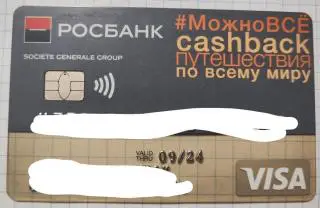 РОСБАНК
SOCIETE GENERALE GROUP
#МожноВСЁ
cashback
путешествия
по всему миру
VALID
THRU 09/24
VISA